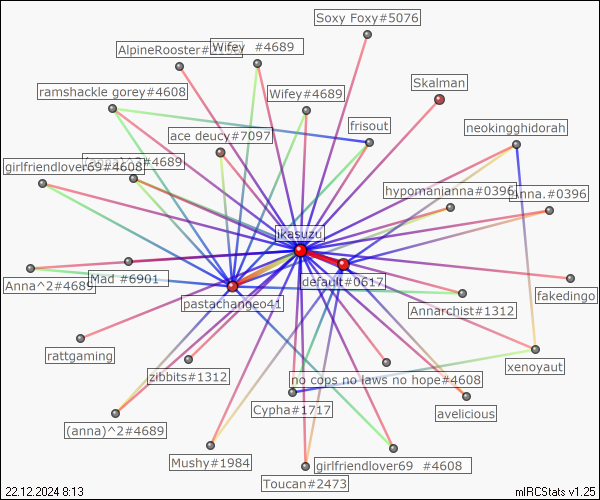 Soxy Foxy#5076
AlpineRooster#
Wifey  #4689
Skalman
ramshackle gorey#4608
Wifey#4689
frisout
neokingghidorah
ace deucy#7097
(anna)^2#4689
girlfriendlover69#4608
hypomanianna#0396
anna.#0396
ikasuzu
Anna^2#4689
Mad #6901
default#0617
pastachangeo41
fakedingo
Annarchist#1312
rattgaming
xenoyaut
zibbits#1312
no cops no laws no hope#4608
Cypha#1717
avelicious
(anna)^2#4689
Mushy#1984
girlfriendlover69  #4608
Toucan#2473
22.12.2024 8:13
mIRCStats v1.25